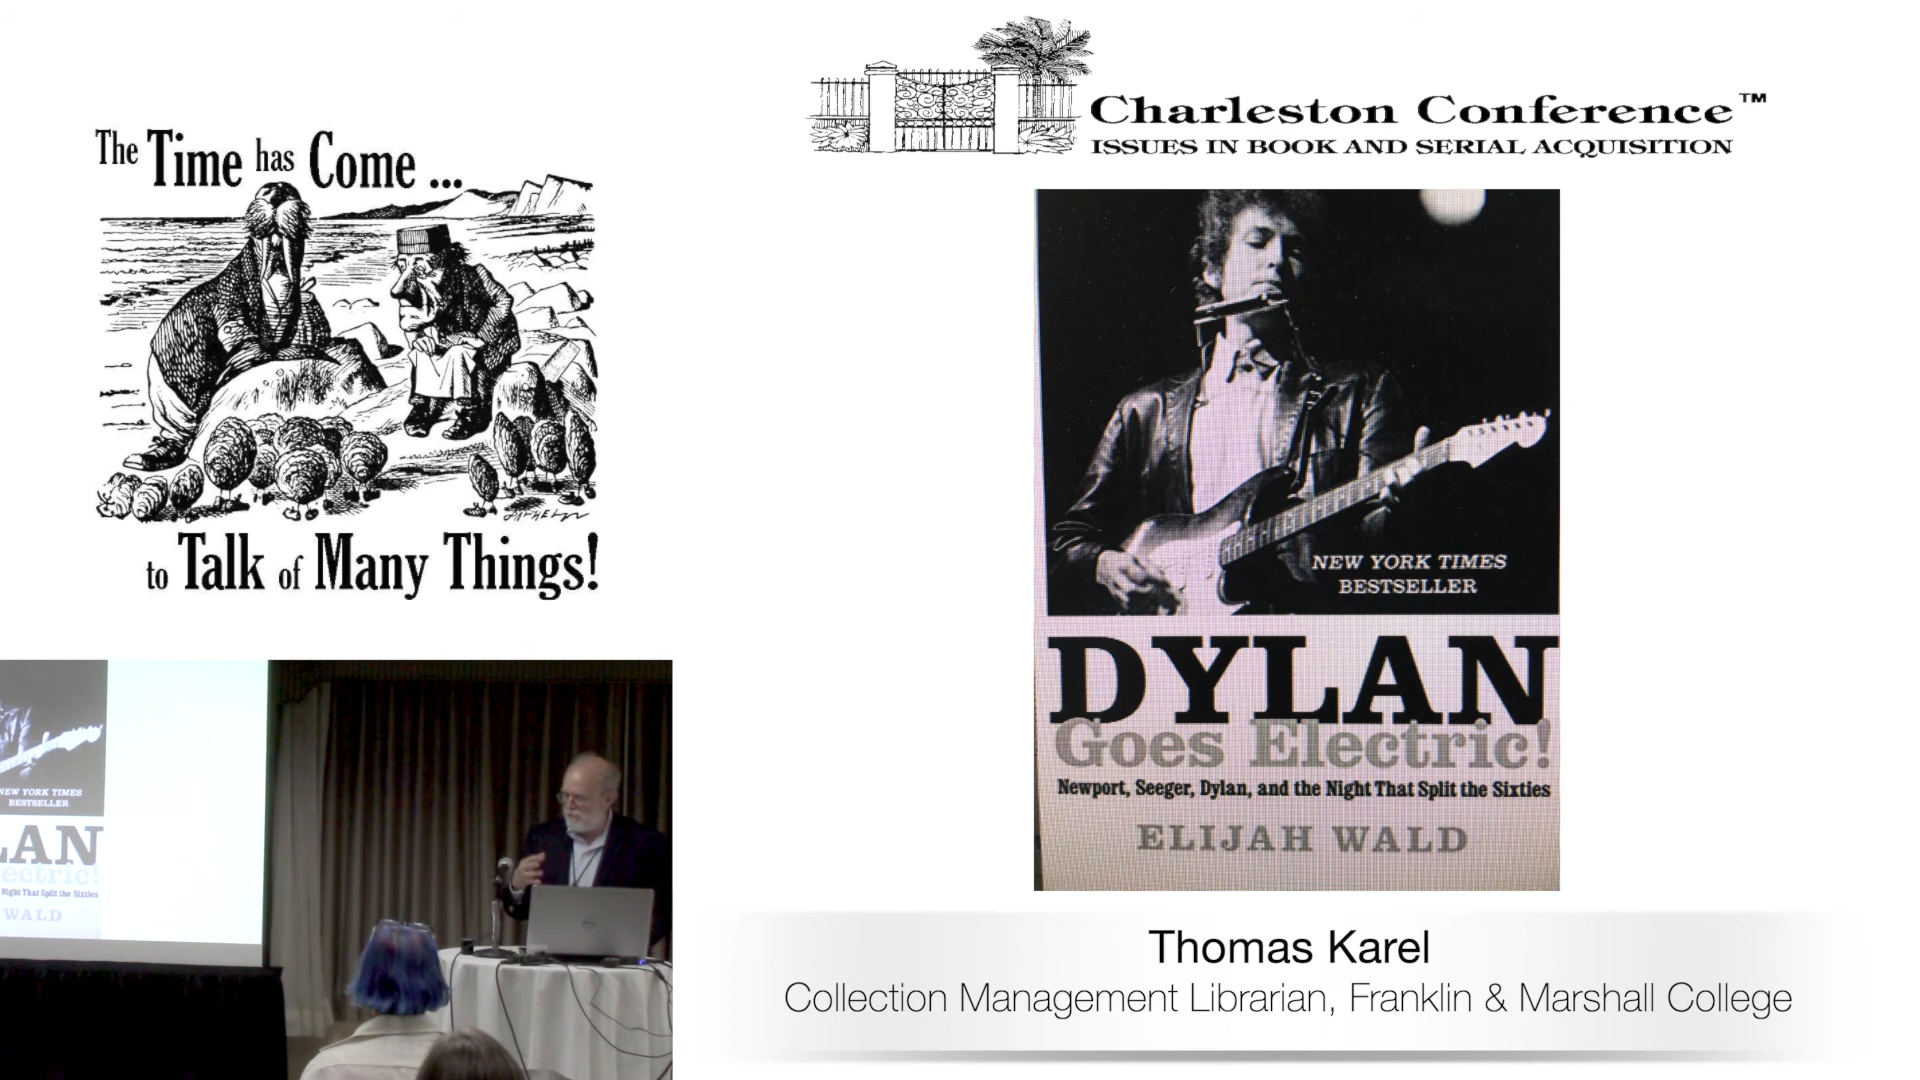 The Time has Come ...
to Talk of Many Things!
Charleston Conference™
ISSUES IN BOOK AND SERIAL ACQUISITION
NEW YORK TIMES
BESTSELLER
DYLAN
Goes Electric!
Newport, Seeger, Dylan, and the Night That Split the Sixties
ELIJAH WALD
NEW YORK TIMES
BESTSELLER
LAN
ectric!
Night That Split the Sixties
WALD
Thomas Karel
Collection Management Librarian, Franklin & Marshall College